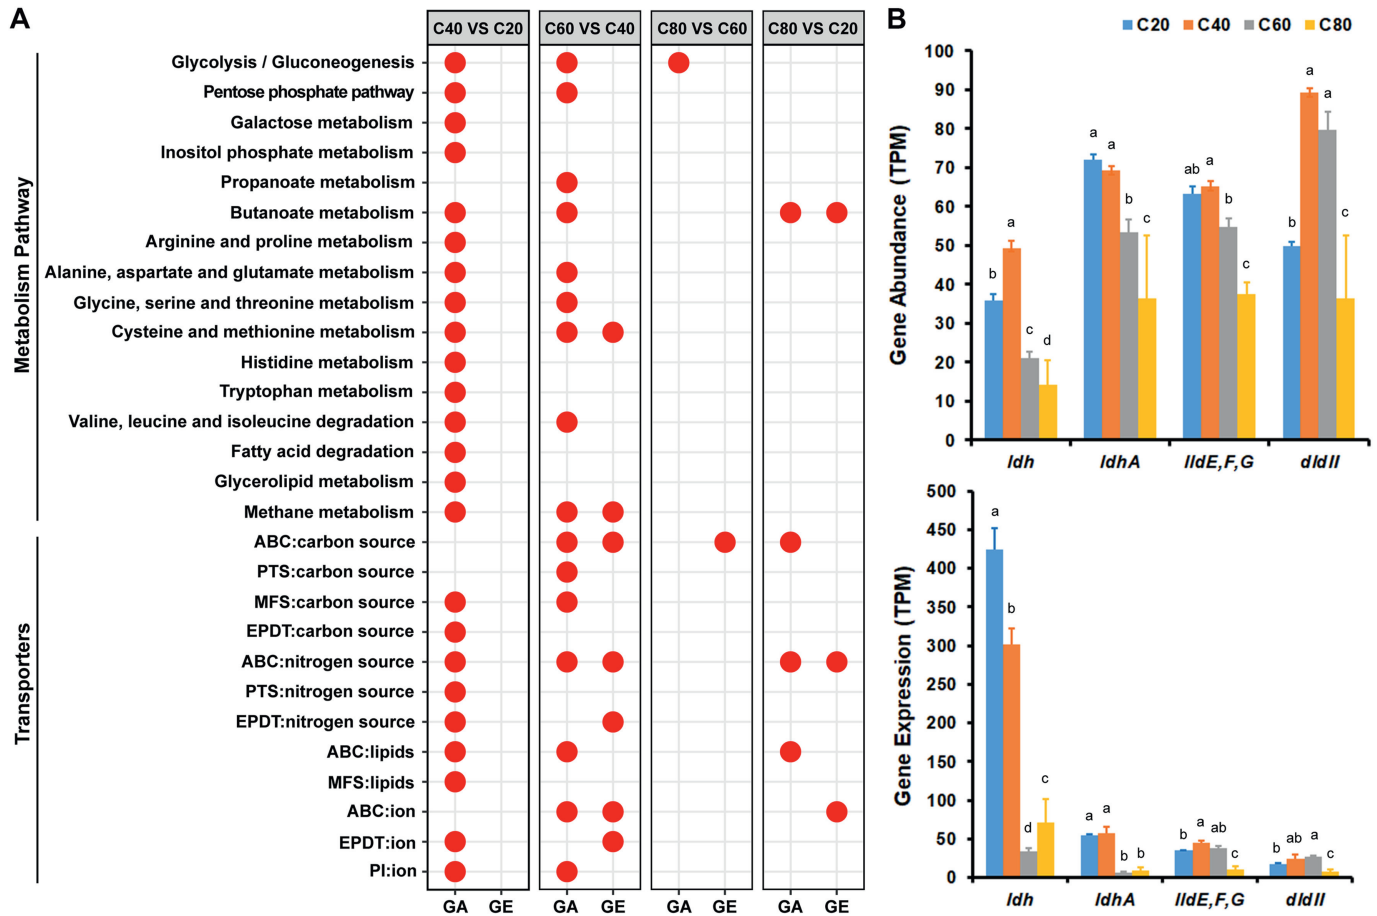 A
C40 VS C20
C60 VS C40
C80 VS C60
C80 VS C20
Metabolism Pathway
Glycolysis / Gluconeogenesis
Pentose phosphate pathway
Galactose metabolism
Inositol phosphate metabolism
Propanoate metabolism
Butanoate metabolism
Arginine and proline metabolism
Alanine, aspartate and glutamate metabolism
Glycine, serine and threonine metabolism
Cysteine and methionine metabolism
Histidine metabolism
Tryptophan metabolism
Valine, leucine and isoleucine degradation
Fatty acid degradation
Glycerolipid metabolism
Methane metabolism
Transporters
ABC:carbon source
PTS:carbon source
MFS:carbon source
EPDT:carbon source
ABC:nitrogen source
PTS:nitrogen source
EPDT:nitrogen source
ABC:lipids
MFS:lipids
ABC:ion
EPDT:ion
PI:ion
GA GE GA GE GA GE GA GE
B
C20 C40 C60 C80
Gene Abundance (TPM)
100
90
80
70
60
50
40
30
20
10
0
b a c d
a a b c
ab a b c
b a a c
ldh ldhA lldE,F,G dldII
Gene Expression (TPM)
500
450
400
350
300
250
200
150
100
50
0
a b d c
a a b b
b a ab c
b ab a c
ldh ldhA lldE,F,G dldII